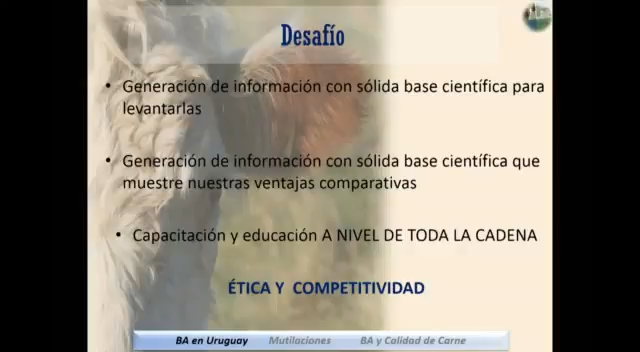 Desafío
• Generación de información con sólida base científica para
levantarlas
• Generación de información con sólida base científica que
muestre nuestras ventajas comparativas
• Capacitación y educación A NIVEL DE TODA LA CADENA
ÉTICA Y COMPETITIVIDAD
BA en Uruguay Mutilaciones BA y Calidad de Carne